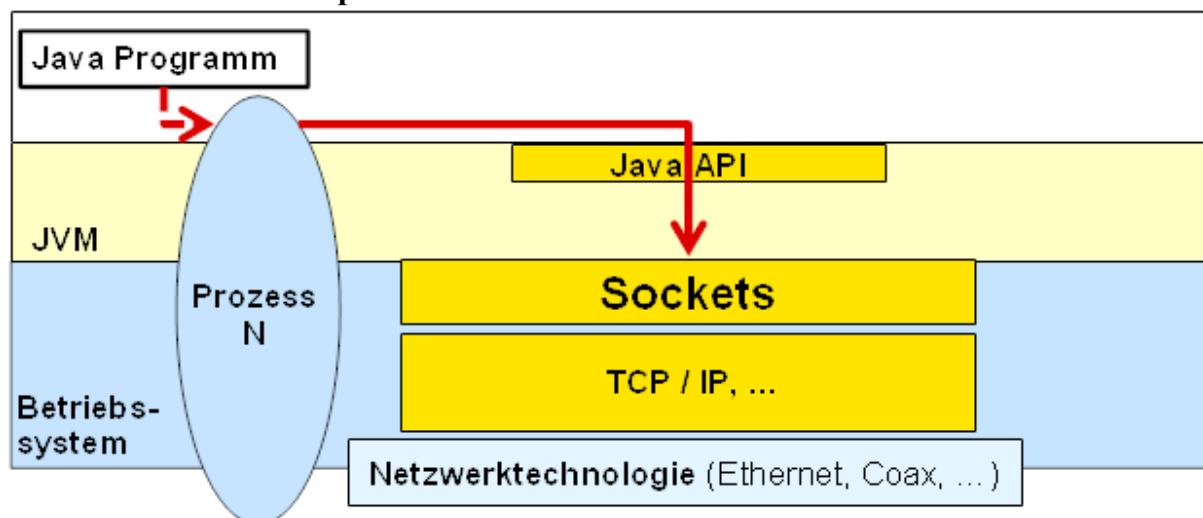 Java Programm
Java API
JVM
Prozess
N
Sockets
TCP / IP, ...
Betriebs-
system
Netzwerktechnologie (Ethernet, Coax, ...)